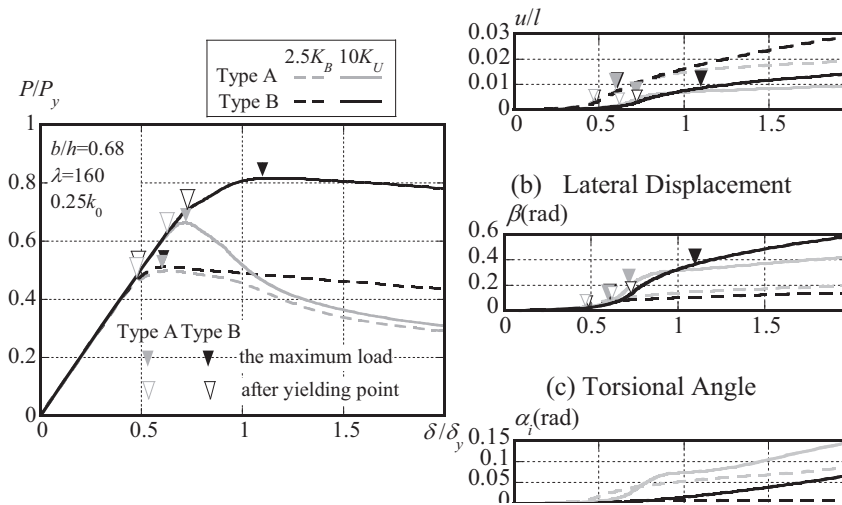 2.5K_B 10K_U
Type A
Type B
P/P_y
1
0.8
0.6
0.4
0.2
0
b/h=0.68
λ=160
0.25k_0
Type A Type B
the maximum load
after yielding point
0 0.5 1 1.5 δ/δ_y
u/l
0.03
0.02
0.01
0
0 0.5 1 1.5
(b) Lateral Displacement
β(rad)
0.6
0.4
0.2
0
0 0.5 1 1.5
(c) Torsional Angle
α_i(rad)
0.15
0.1
0.05
0